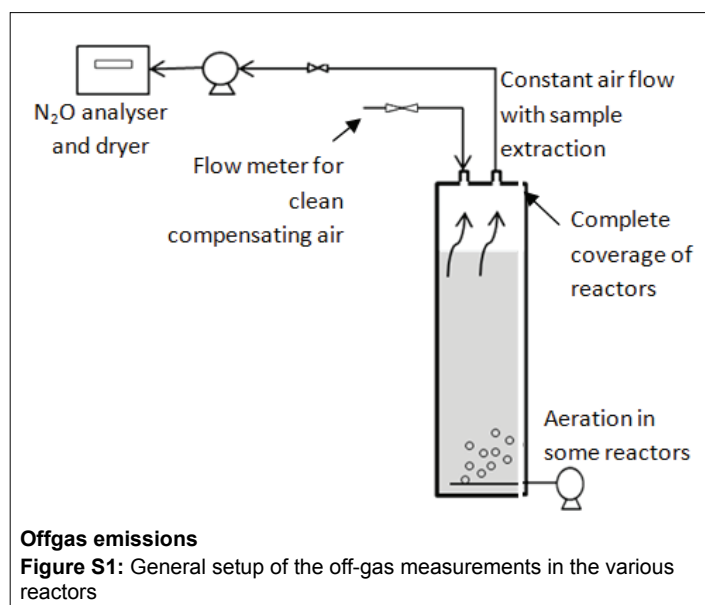 N₂O analyser
and dryer
Flow meter for
clean
compensating air
Constant air flow
with sample
extraction
Complete
coverage of
reactors
Aeration in
some reactors
Offgas emissions
Figure S1: General setup of the off-gas measurements in the various
reactors